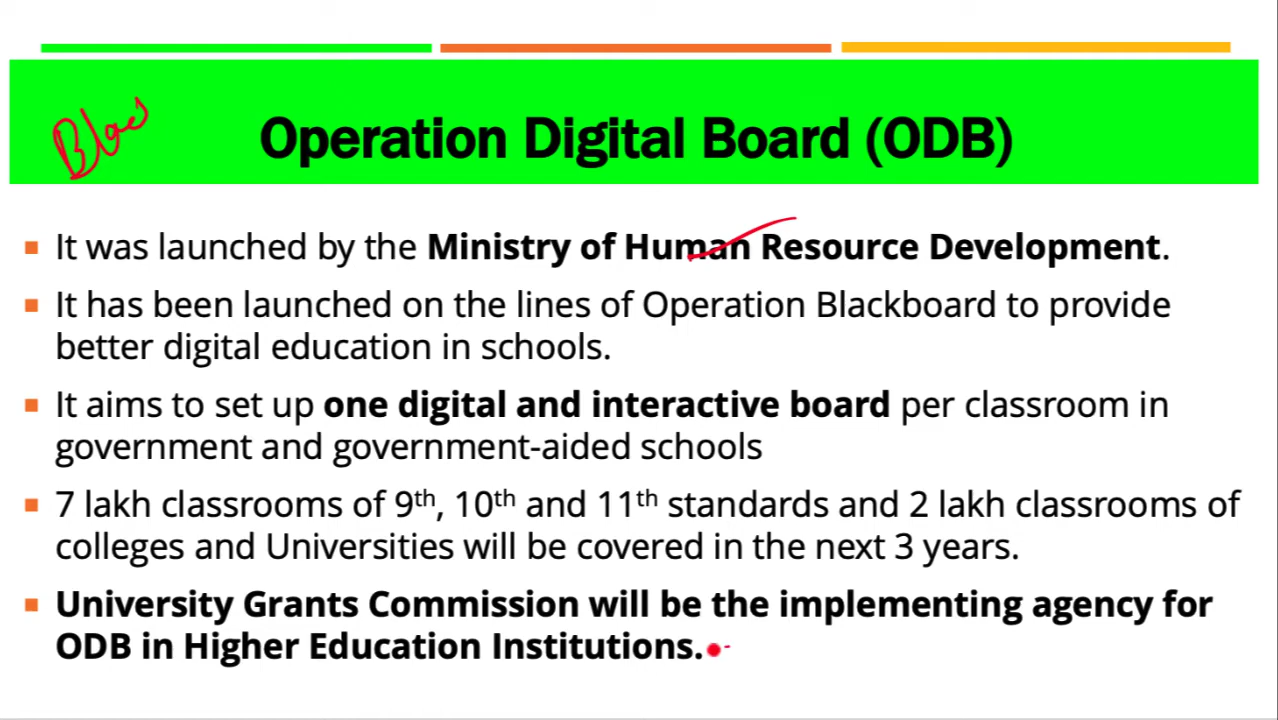 Blac
Operation Digital Board (ODB)
▪ It was launched by the Ministry of Human Resource Development.
▪ It has been launched on the lines of Operation Blackboard to provide
better digital education in schools.
▪ It aims to set up one digital and interactive board per classroom in
government and government-aided schools
▪ 7 lakh classrooms of 9th, 10th and 11th standards and 2 lakh classrooms of
colleges and Universities will be covered in the next 3 years.
▪ University Grants Commission will be the implementing agency for
ODB in Higher Education Institutions.